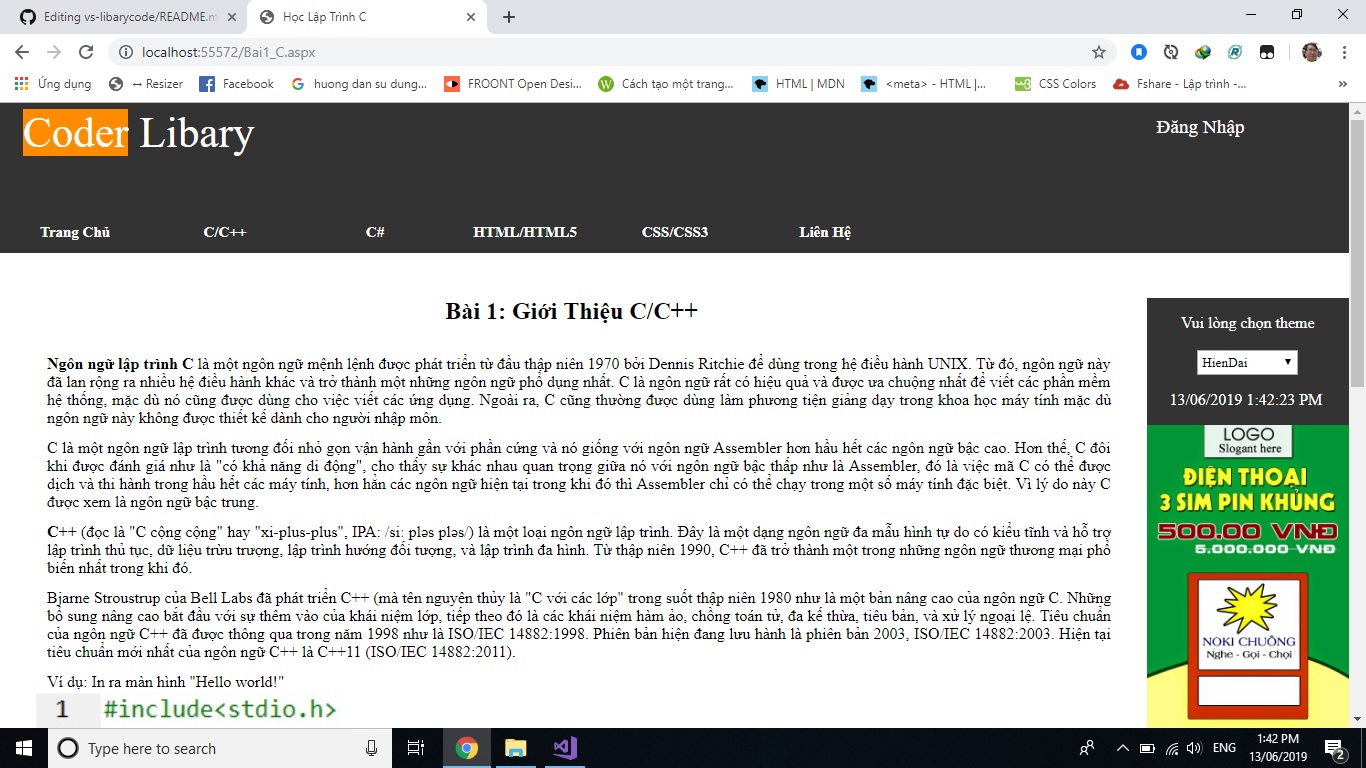 Editing vs-libarycode/README.m
Học Lập Trình C
localhost:55572/Bai1_C.aspx
Ứng dụng
↔ Resizer
Facebook
huong dan su dung...
FROONT Open Desi...
Cách tạo một trang...
HTML | MDN
<meta> - HTML |...
CSS Colors
Fshare - Lập trình -...
»
Coder Libary
Đăng Nhập
Trang Chủ
C/C++
C#
HTML/HTML5
CSS/CSS3
Liên Hệ
Bài 1: Giới Thiệu C/C++
Ngôn ngữ lập trình C là một ngôn ngữ mệnh lệnh được phát triển từ đầu thập niên 1970 bởi Dennis Ritchie để dùng trong hệ điều hành UNIX. Từ đó, ngôn ngữ này
đã lan rộng ra nhiều hệ điều hành khác và trở thành một những ngôn ngữ phổ dụng nhất. C là ngôn ngữ rất có hiệu quả và được ưa chuộng nhất để viết các phần mềm
hệ thống, mặc dù nó cũng được dùng cho việc viết các ứng dụng. Ngoài ra, C cũng thường được dùng làm phương tiện giảng dạy trong khoa học máy tính mặc dù
ngôn ngữ này không được thiết kế dành cho người nhập môn.
C là một ngôn ngữ lập trình tương đối nhỏ gọn vận hành gần với phần cứng và nó giống với ngôn ngữ Assembler hơn hầu hết các ngôn ngữ bậc cao. Hơn thế, C đôi
khi được đánh giá như là "có khả năng di động", cho thấy sự khác nhau quan trọng giữa nó với ngôn ngữ bậc thấp như là Assembler, đó là việc mã C có thể được
dịch và thi hành trong hầu hết các máy tính, hơn hẳn các ngôn ngữ hiện tại trong khi đó thì Assembler chỉ có thể chạy trong một số máy tính đặc biệt. Vì lý do này C
được xem là ngôn ngữ bậc trung.
C++ (đọc là "C cộng cộng" hay "xi-plus-plus", IPA: /si: pləs pləs/) là một loại ngôn ngữ lập trình. Đây là một dạng ngôn ngữ đa mẫu hình tự do có kiểu tĩnh và hỗ trợ
lập trình thủ tục, dữ liệu trừu trượng, lập trình hướng đối tượng, và lập trình đa hình. Từ thập niên 1990, C++ đã trở thành một trong những ngôn ngữ thương mại phổ
biến nhất trong khi đó.
Bjarne Stroustrup của Bell Labs đã phát triển C++ (mà tên nguyên thủy là "C với các lớp" trong suốt thập niên 1980 như là một bản nâng cao của ngôn ngữ C. Những
bổ sung nâng cao bắt đầu với sự thêm vào của khái niệm lớp, tiếp theo đó là các khái niệm hàm ảo, chồng toán tử, đa kế thừa, tiêu bản, và xử lý ngoại lệ. Tiêu chuẩn
của ngôn ngữ C++ đã được thông qua trong năm 1998 như là ISO/IEC 14882:1998. Phiên bản hiện đang lưu hành là phiên bản 2003, ISO/IEC 14882:2003. Hiện tại
tiêu chuẩn mới nhất của ngôn ngữ C++ là C++11 (ISO/IEC 14882:2011).
Ví dụ: In ra màn hình "Hello world!"
1 #include<stdio.h>
Vui lòng chọn theme
HienDai
13/06/2019 1:42:23 PM
LOGO
Slogant here
ĐIỆN THOẠI
3 SIM PIN KHỦNG
500.00 VNĐ
5.000.000 VNĐ
NOKI CHUÔNG
Nghe - Gọi - Chọi
Type here to search
ENG
1:42 PM
13/06/2019
2